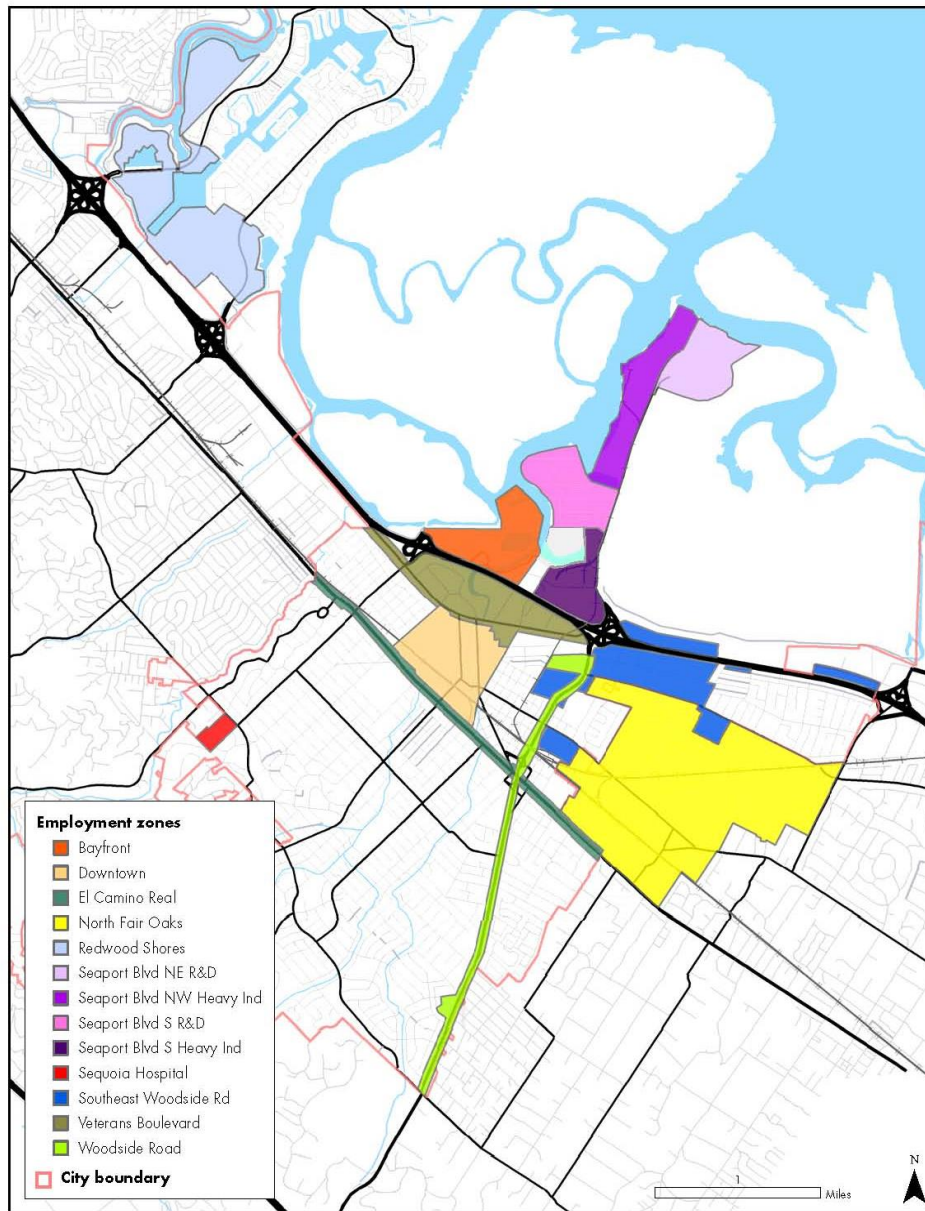 Employment zones
Bayfront
Downtown
El Camino Real
North Fair Oaks
Redwood Shores
Seaport Blvd NE R&D
Seaport Blvd NW Heavy Ind
Seaport Blvd S R&D
Seaport Blvd S Heavy Ind
Sequoia Hospital
Southeast Woodside Rd
Veterans Boulevard
Woodside Road
City boundary
1
Miles
N